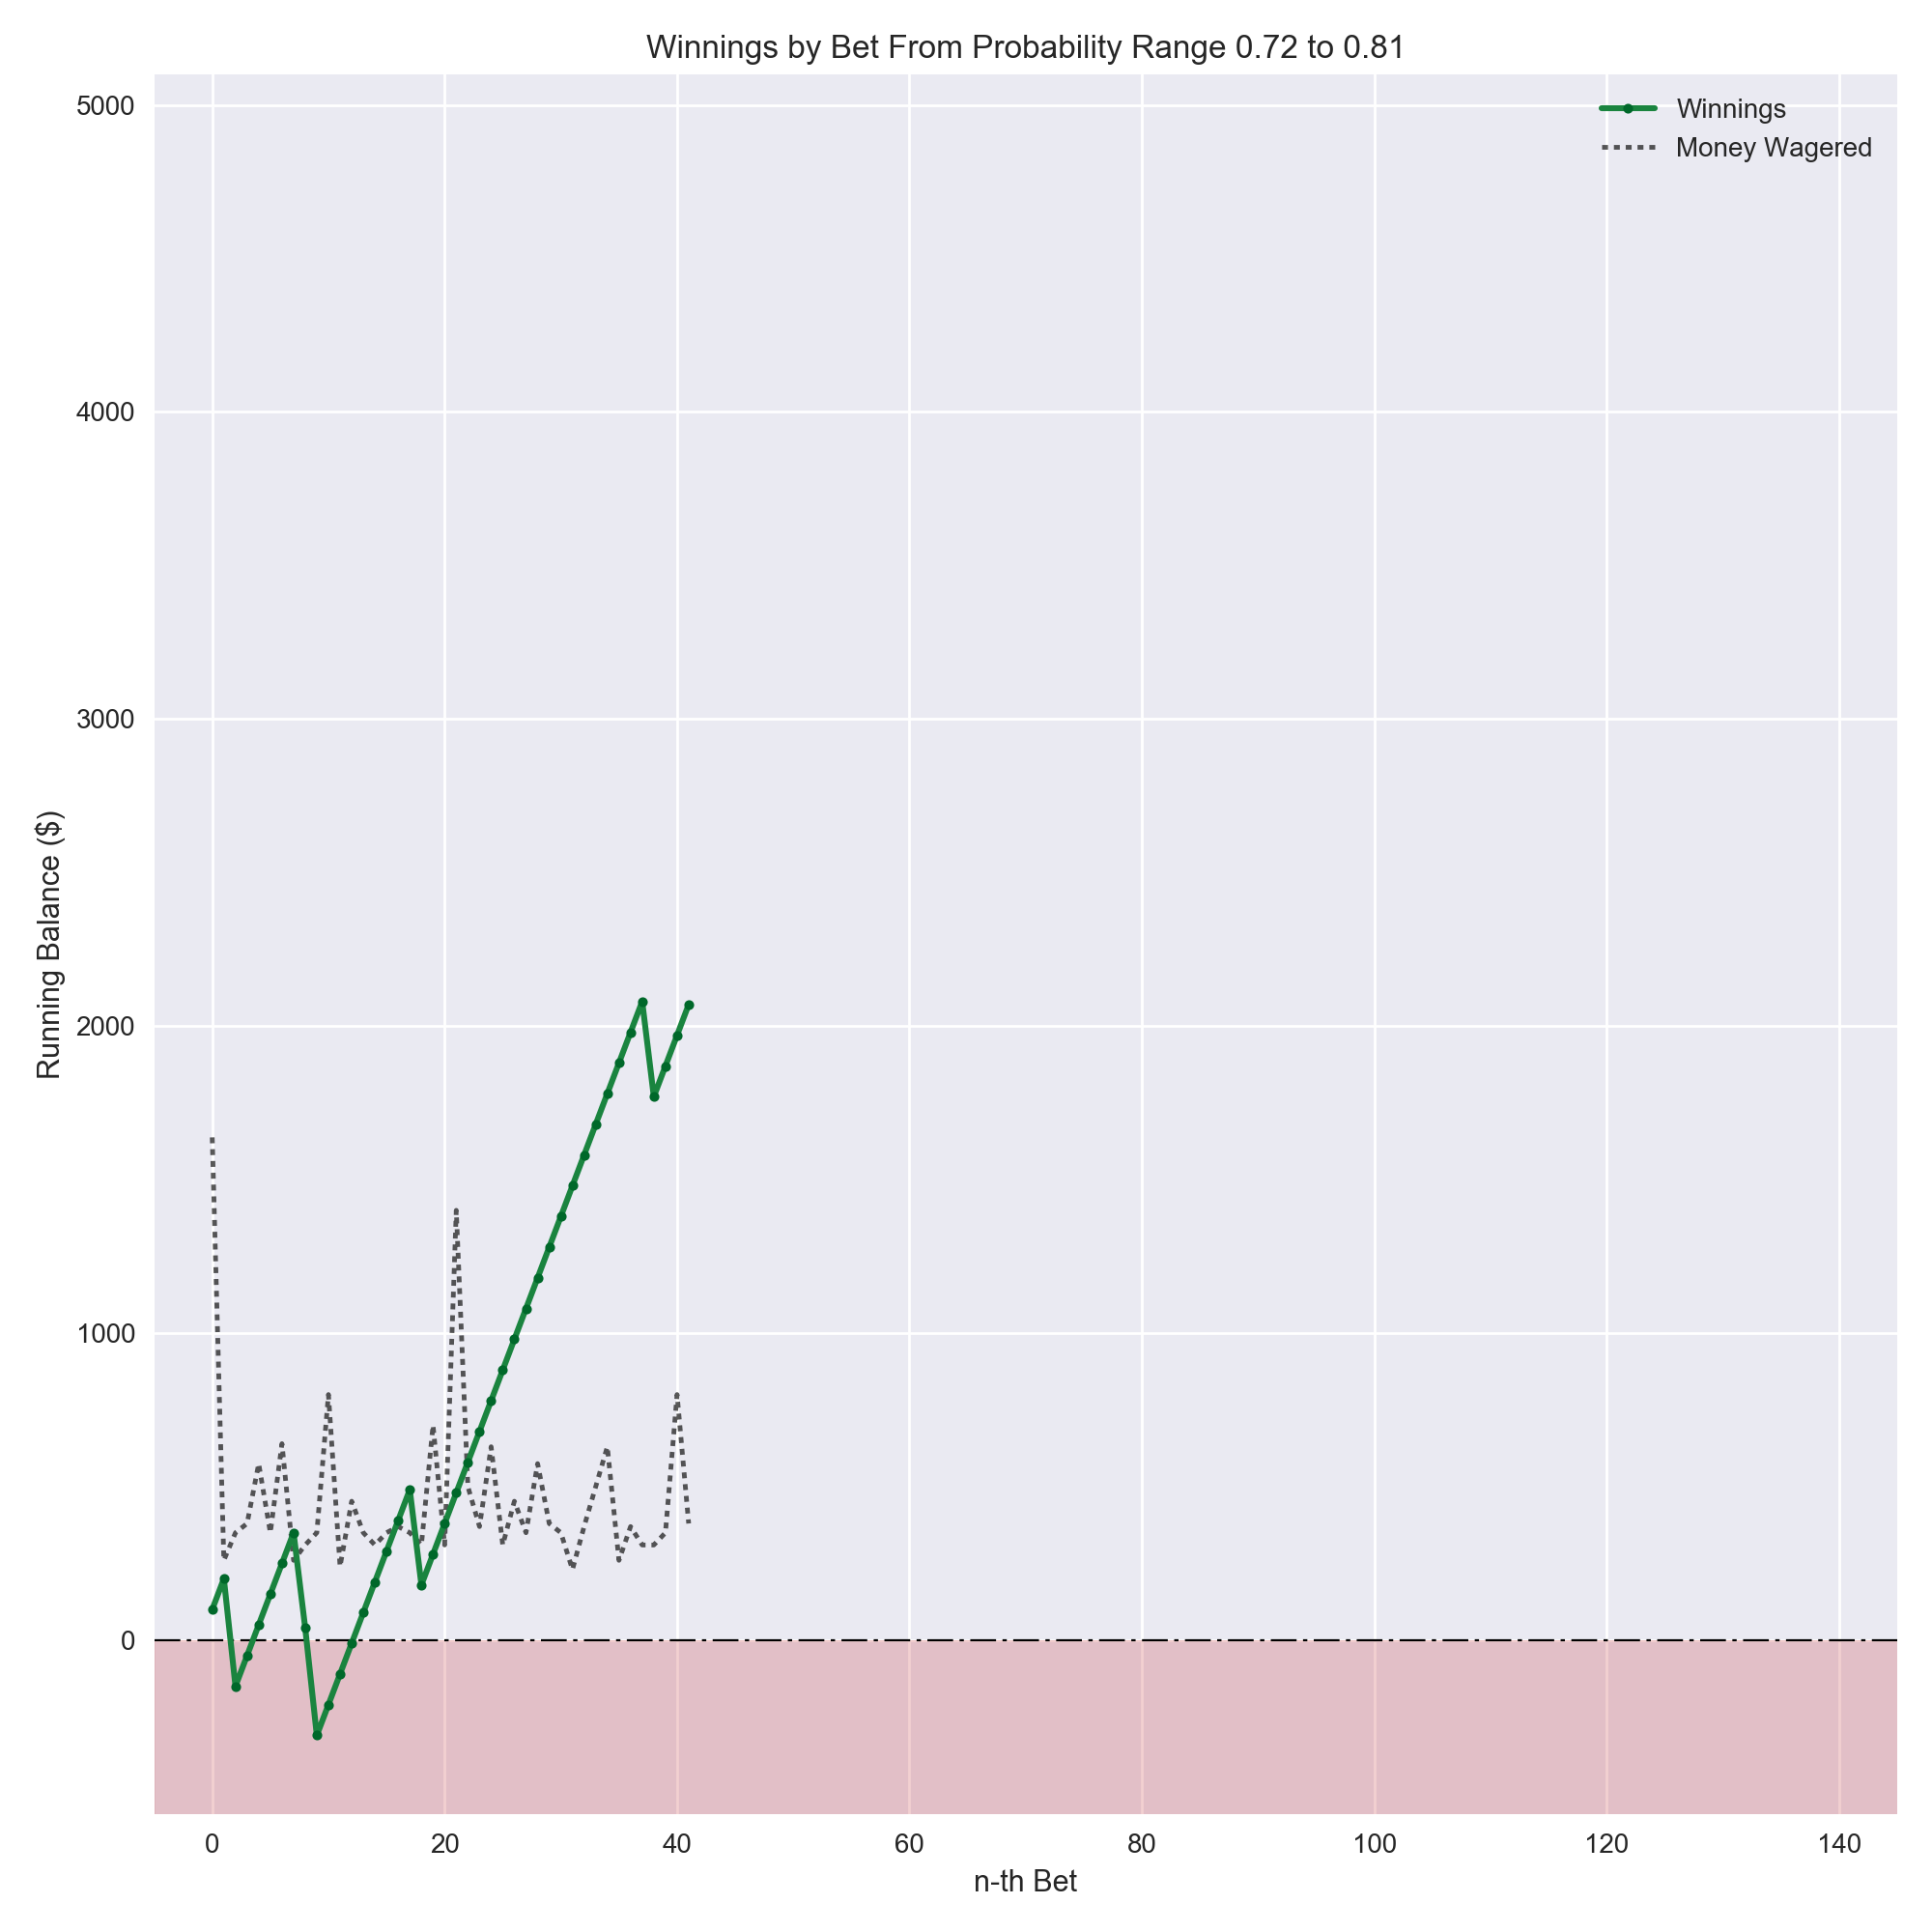 Winnings by Bet From Probability Range 0.72 to 0.81
Winnings
Money Wagered
5000
4000
3000
2000
1000
0
Running Balance ($)
0 20 40 60 80 100 120 140
n-th Bet